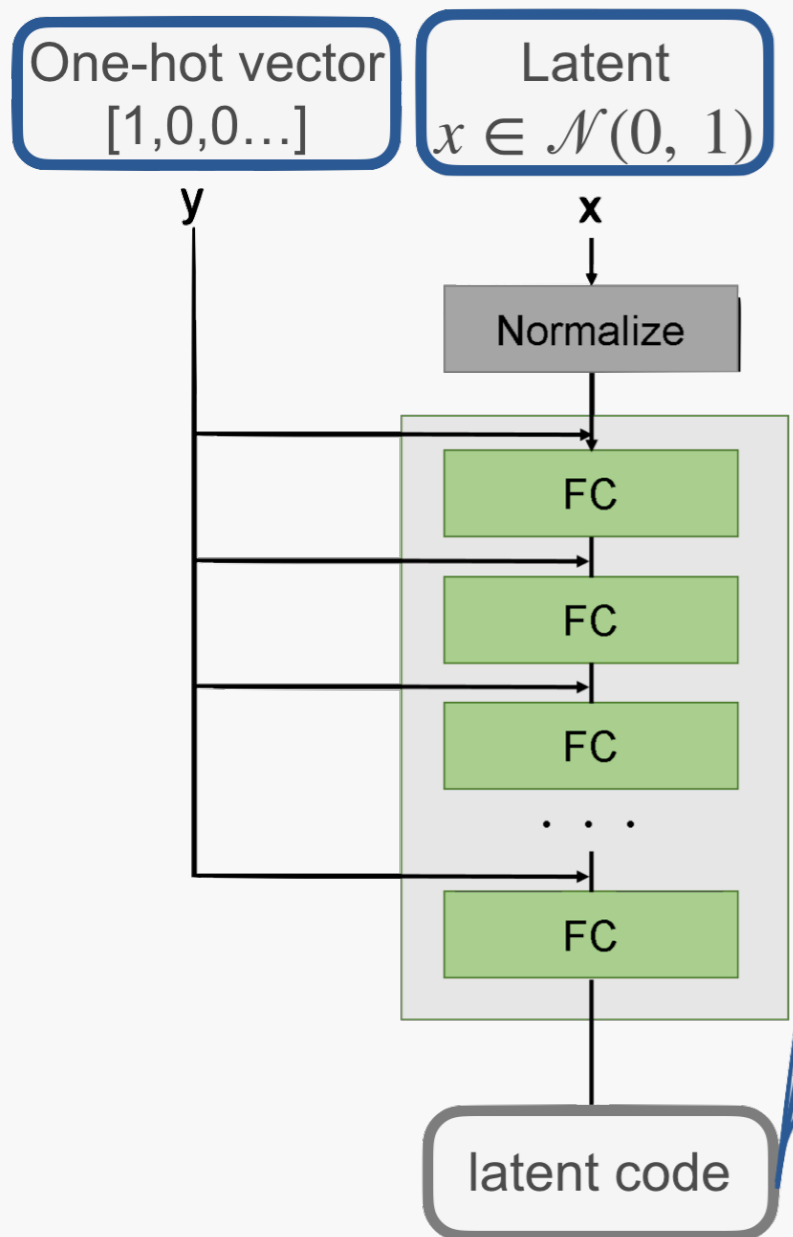 One-hot vector
[1,0,0…]
Latent
x ∈ 𝒩(0, 1)
y
x
Normalize
FC
FC
FC
. . .
FC
latent code